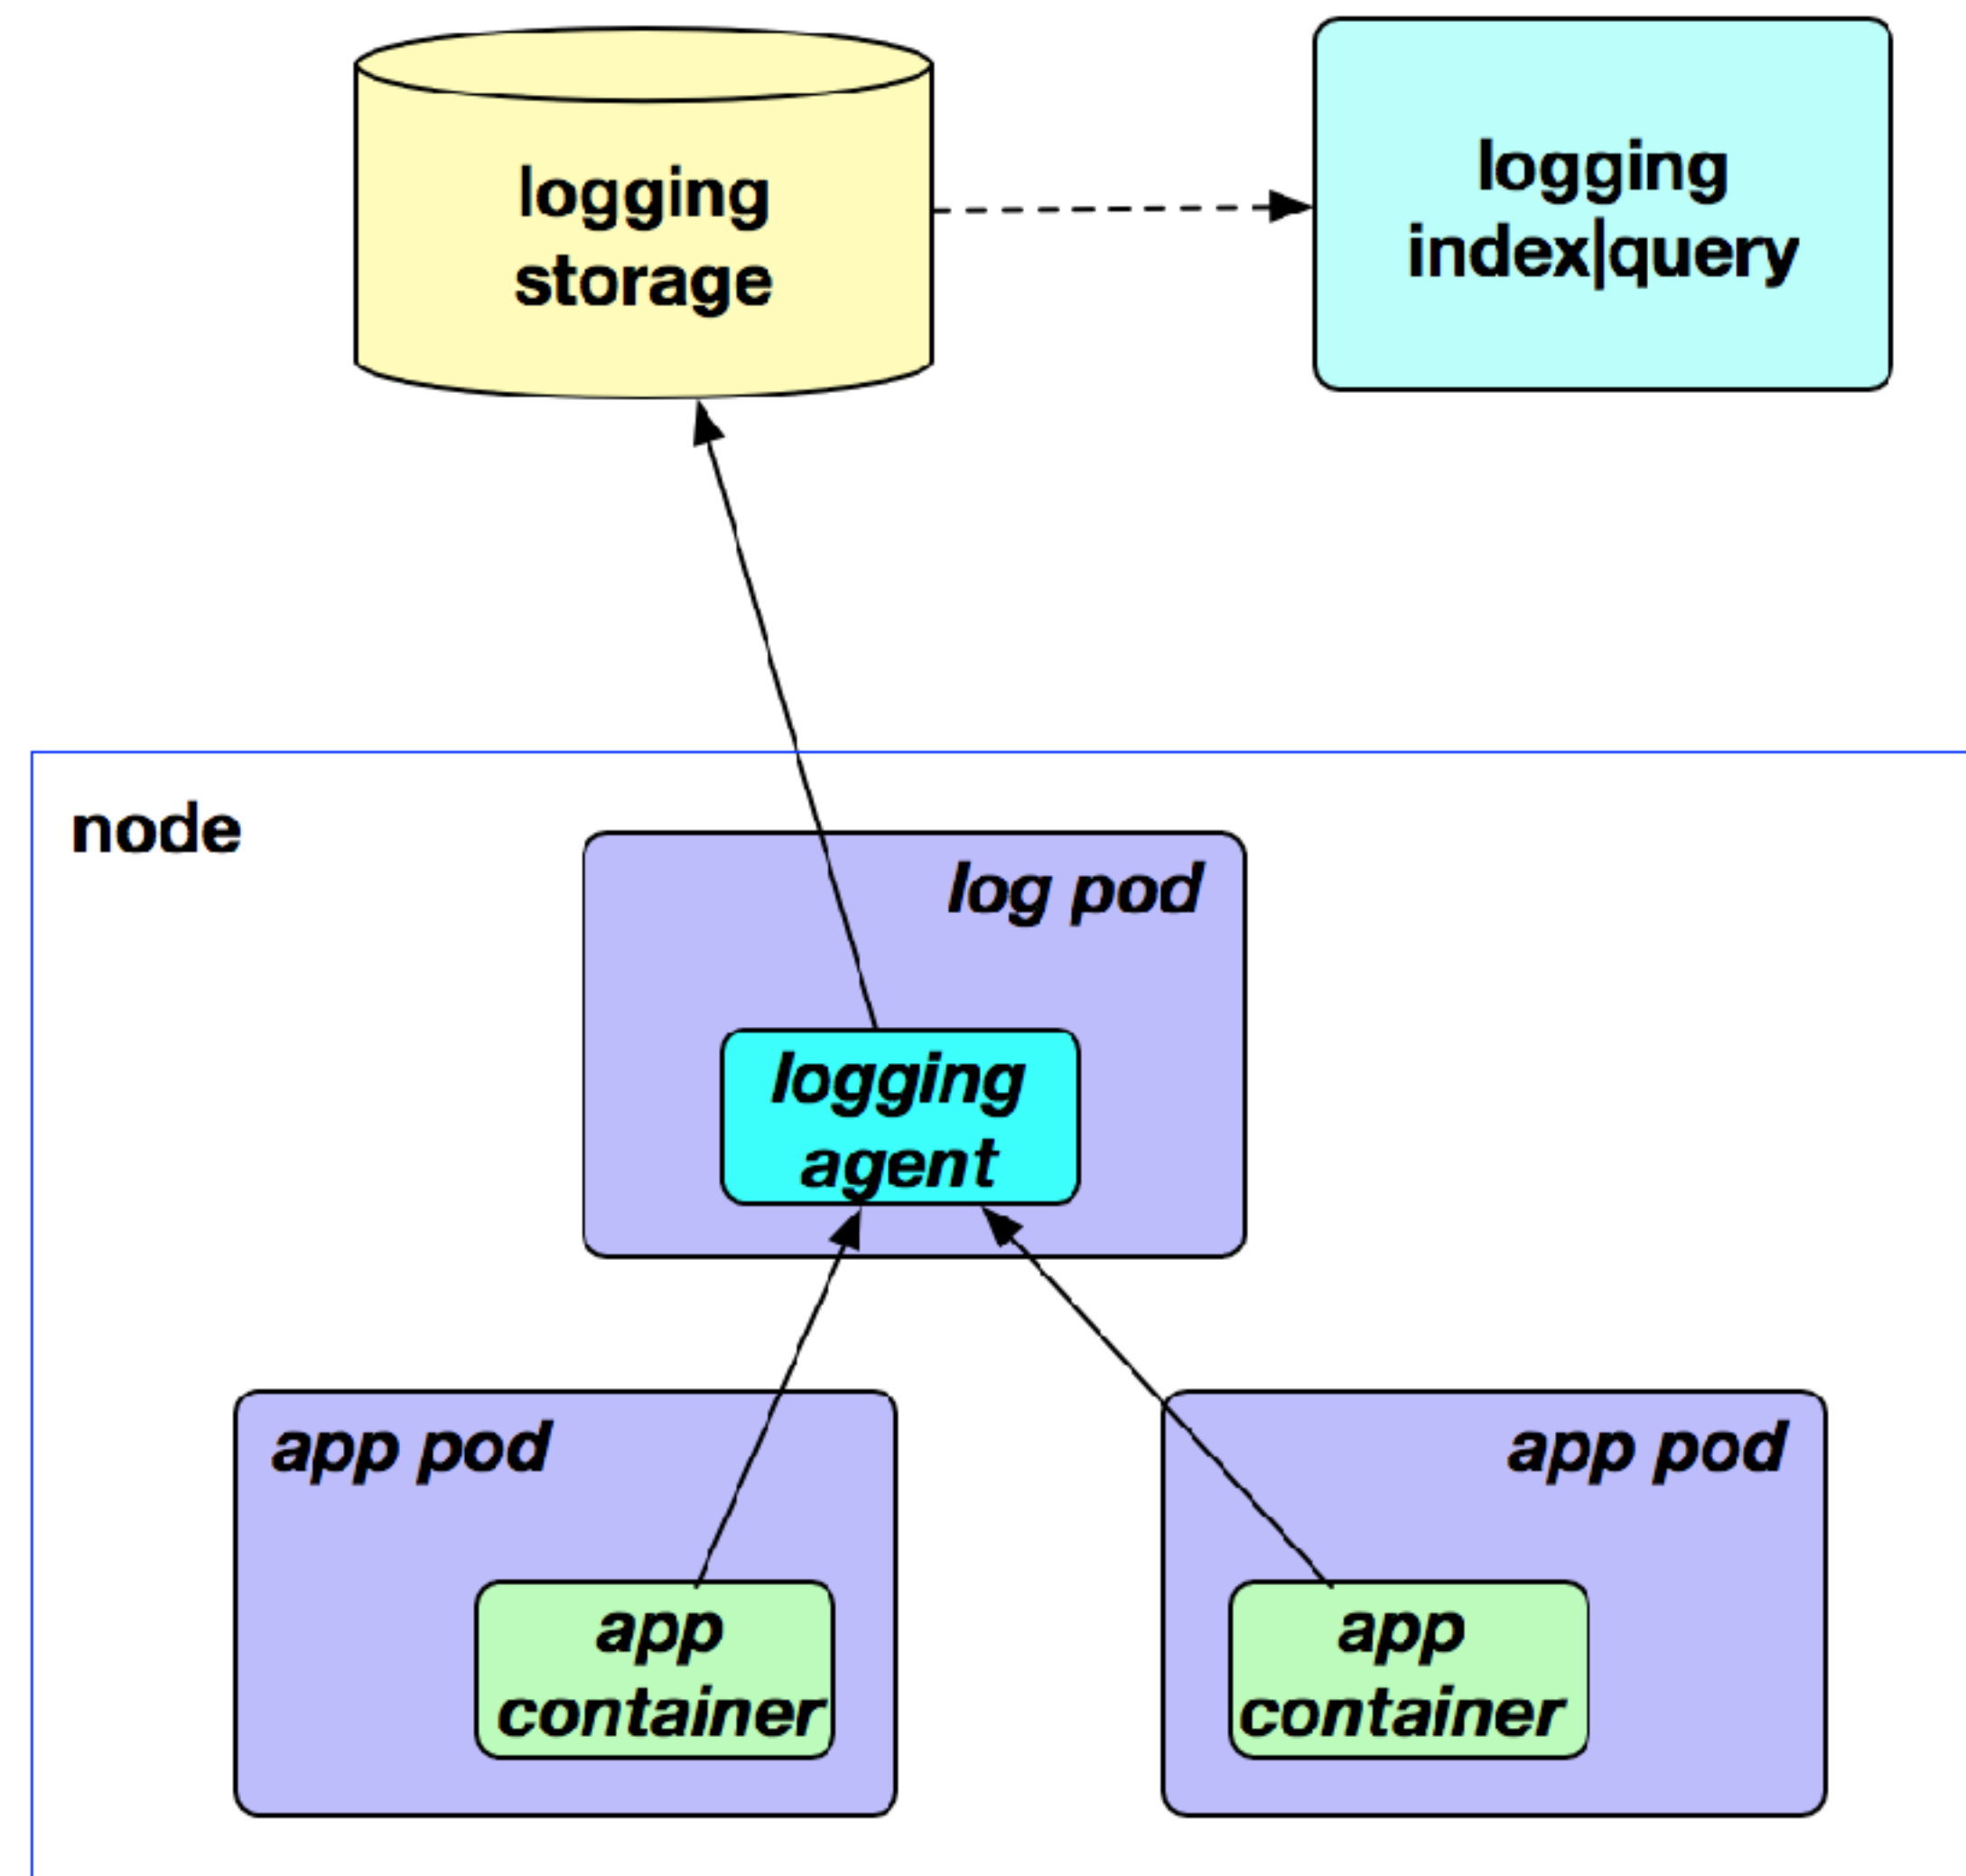 logging
storage
logging
index|query
node
log pod
logging
agent
app pod
app pod
app
container
app
container